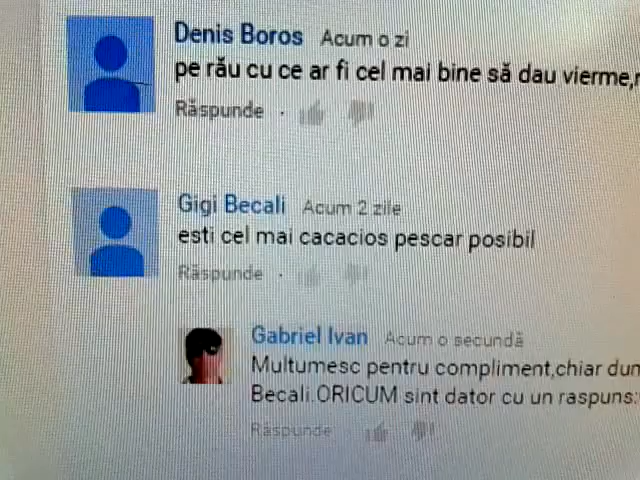 Denis Boros Acum o zi
pe rău cu ce ar fi cel mai bine să dau vierme,
Răspunde ·
Gigi Becali Acum 2 zile
esti cel mai cacacios pescar posibil
Răspunde ·
Gabriel Ivan Acum o secundă
Multumesc pentru compliment,chiar
Becali.ORICUM sint dator cu un raspuns:
Răspunde ·